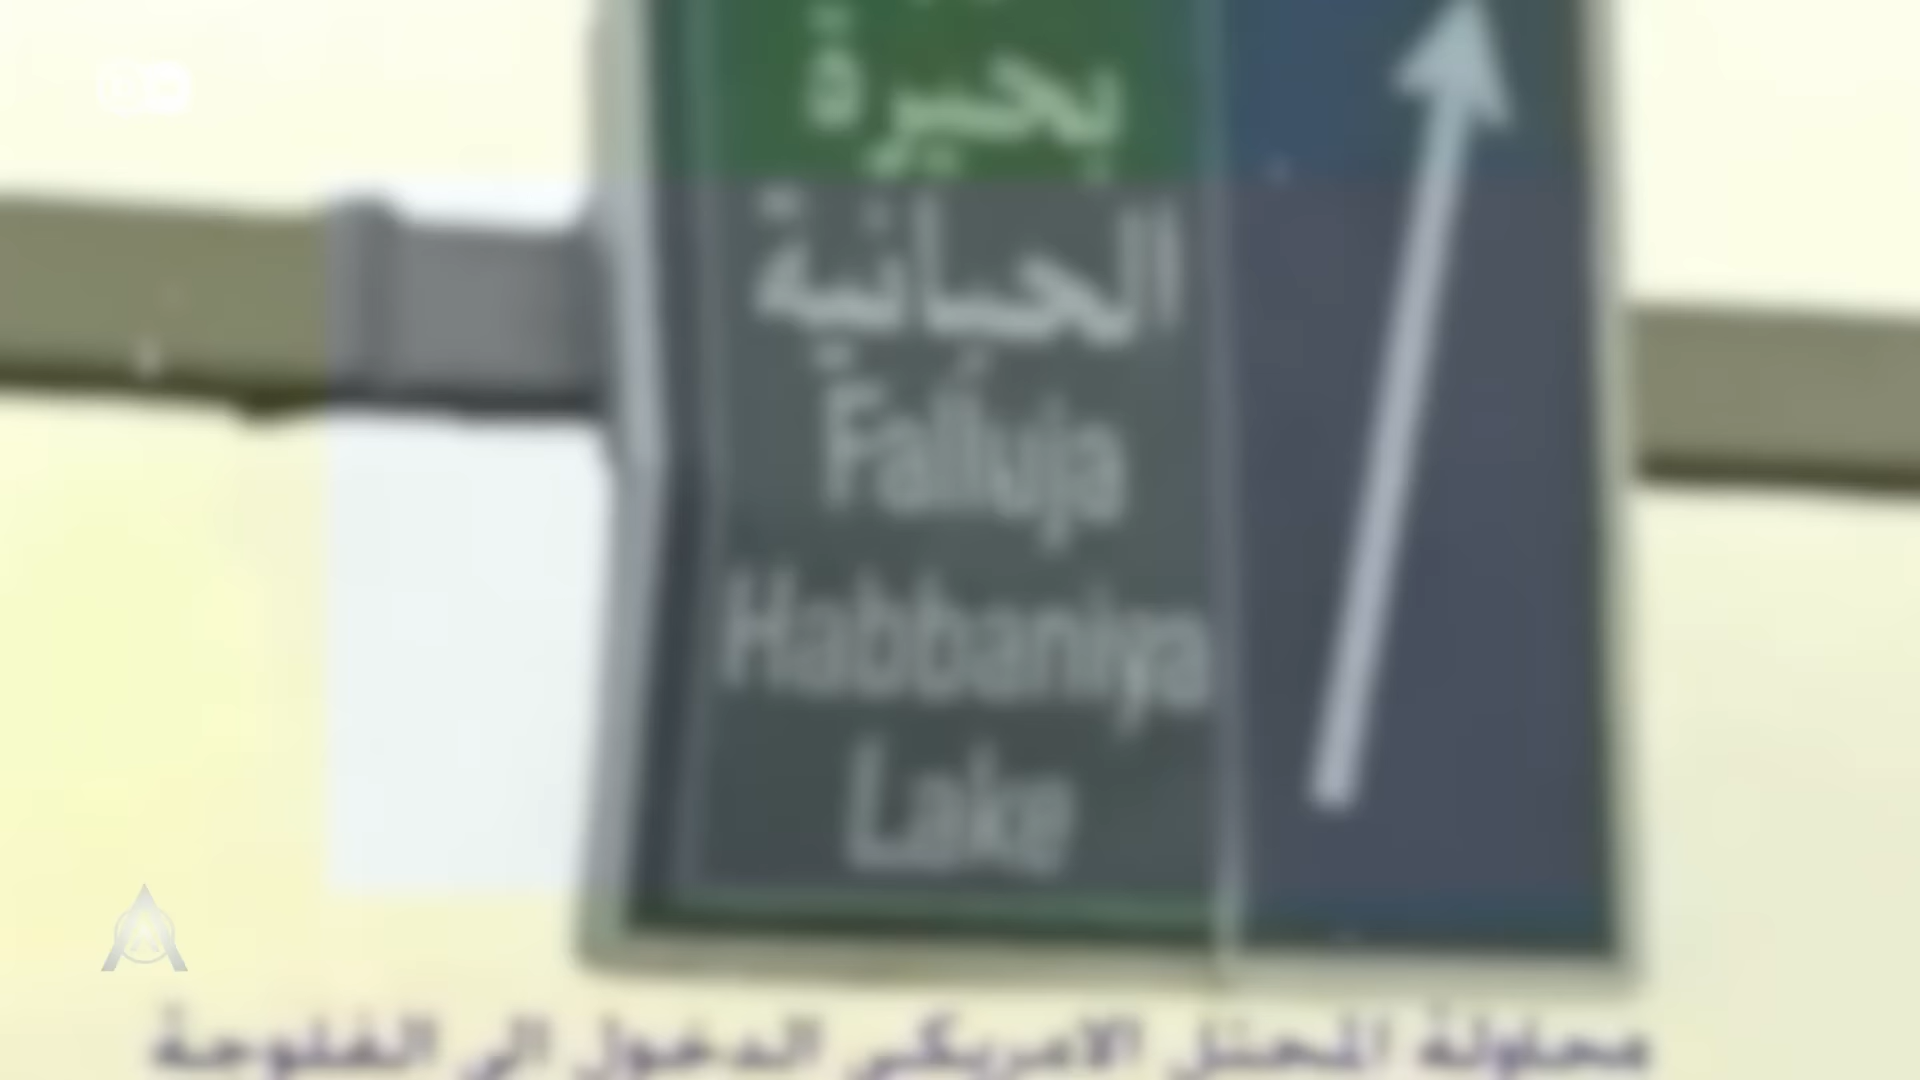 بحيرة
الحبانية
Falluja
Habbaniya
Lake
محاولة المحتل الامريكي الدخول الى الفلوجة